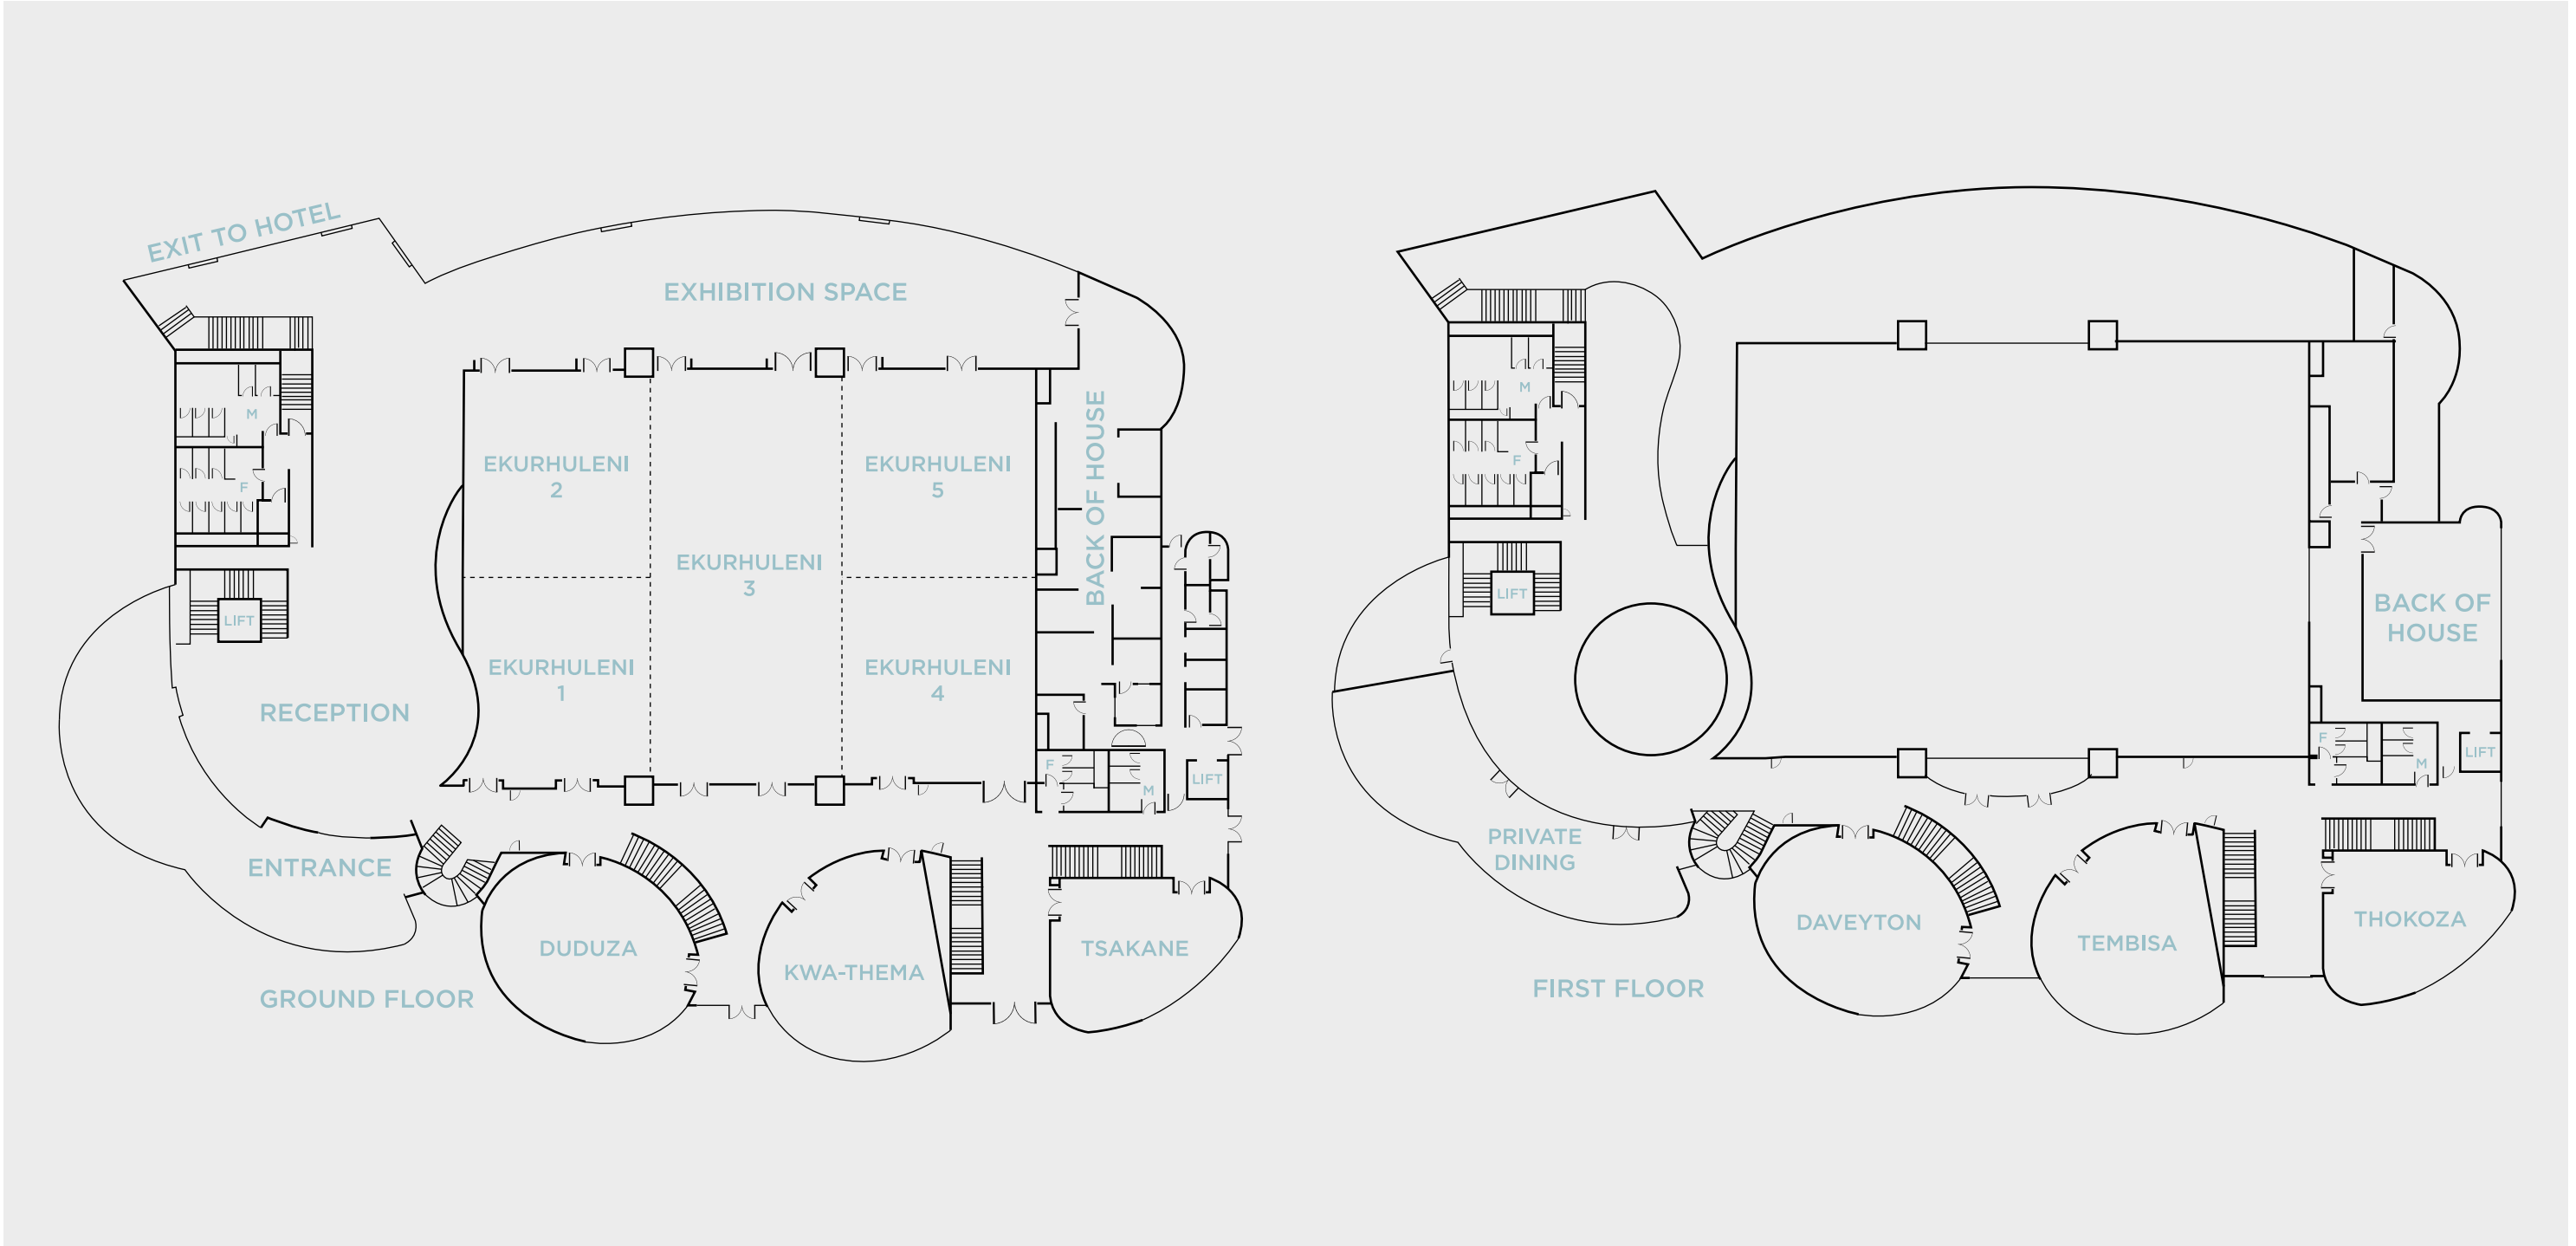 EXIT TO HOTEL
EXHIBITION SPACE
M
F
LIFT
EKURHULENI
2
EKURHULENI
5
EKURHULENI
3
EKURHULENI
1
EKURHULENI
4
BACK OF HOUSE
RECEPTION
F
M
LIFT
ENTRANCE
DUDUZA
KWA-THEMA
TSAKANE
GROUND FLOOR
M
F
LIFT
BACK OF
HOUSE
F
M
LIFT
PRIVATE
DINING
DAVEYTON
TEMBISA
THOKOZA
FIRST FLOOR